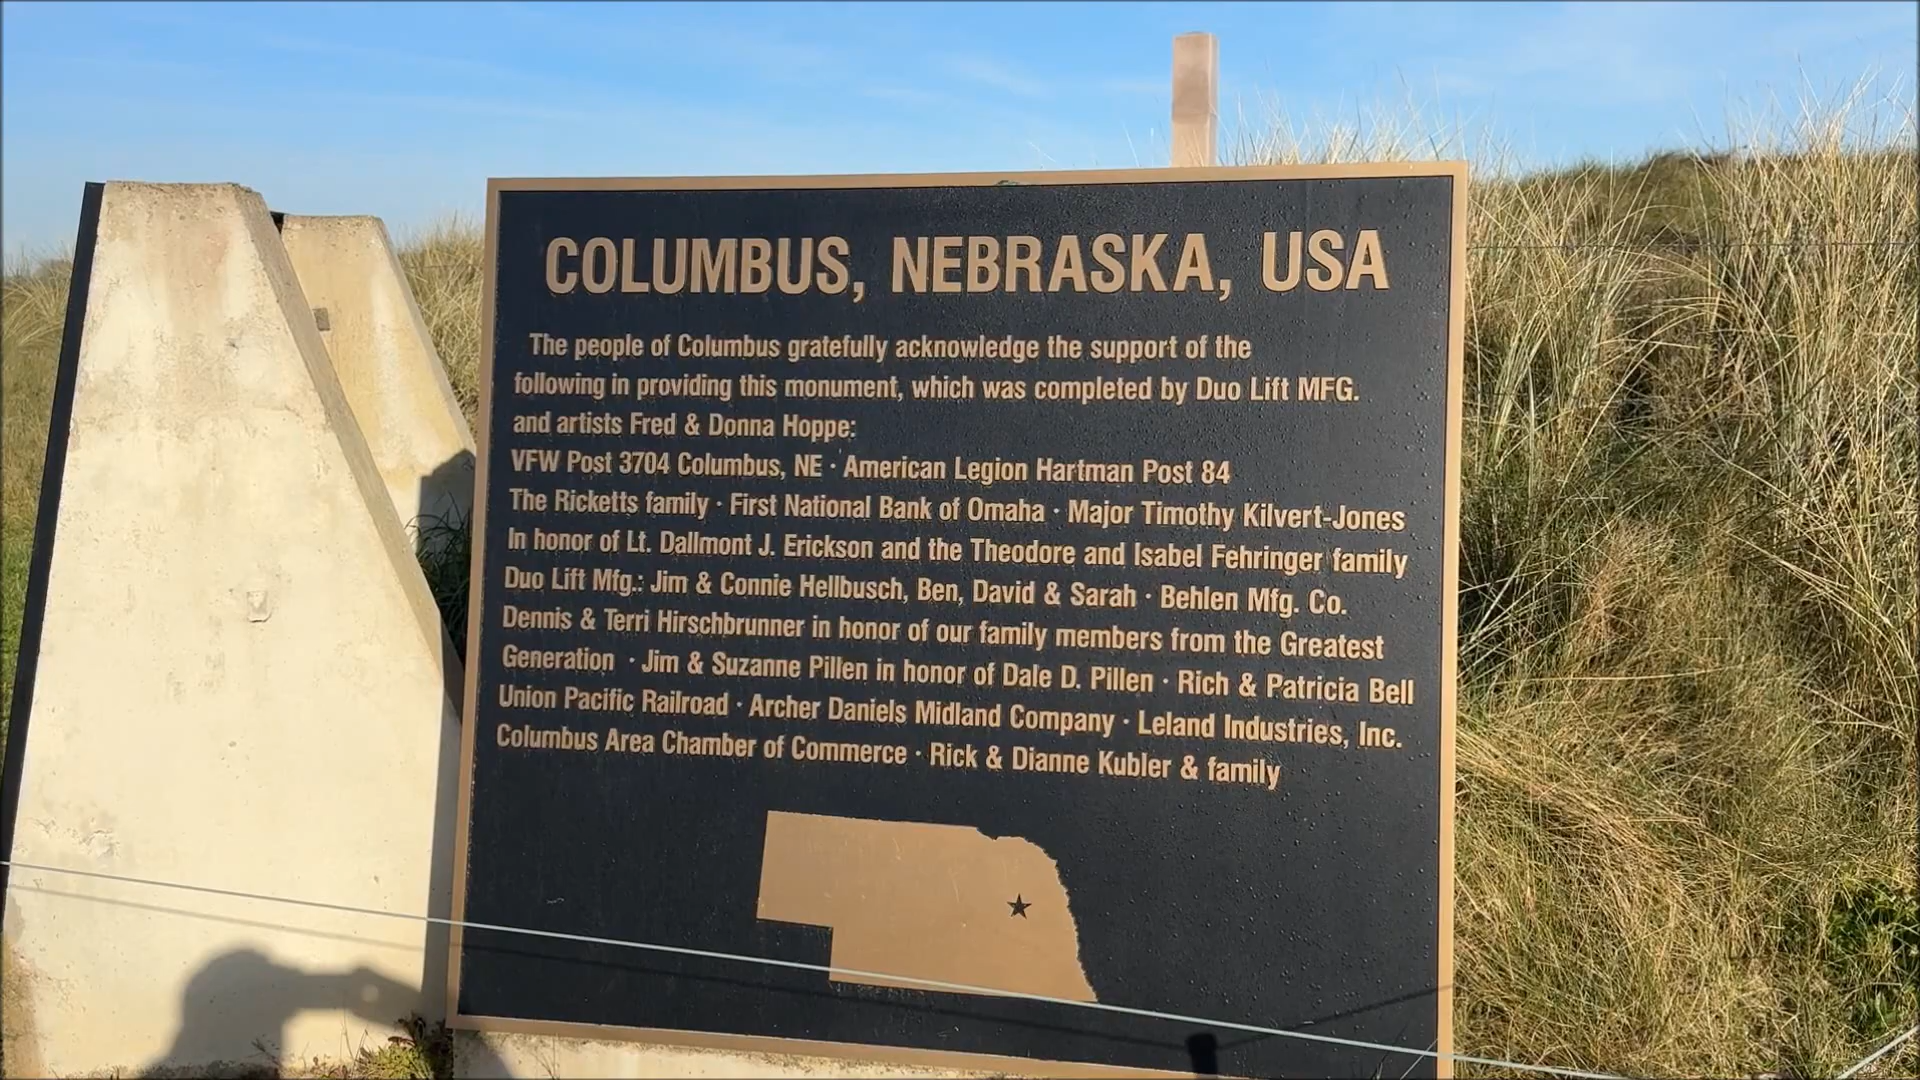 COLUMBUS, NEBRASKA, USA
The people of Columbus gratefully acknowledge the support of the
following in providing this monument, which was completed by Duo Lift MFG.
and artists Fred & Donna Hoppe:
VFW Post 3704 Columbus, NE · American Legion Hartman Post 84
The Ricketts family · First National Bank of Omaha · Major Timothy Kilvert-Jones
In honor of Lt. Dallmont J. Erickson and the Theodore and Isabel Fehringer family
Duo Lift Mfg.: Jim & Connie Hellbusch, Ben, David & Sarah · Behlen Mfg. Co.
Dennis & Terri Hirschbrunner in honor of our family members from the Greatest
Generation · Jim & Suzanne Pillen in honor of Dale D. Pillen · Rich & Patricia Bell
Union Pacific Railroad · Archer Daniels Midland Company · Leland Industries, Inc.
Columbus Area Chamber of Commerce · Rick & Dianne Kubler & family